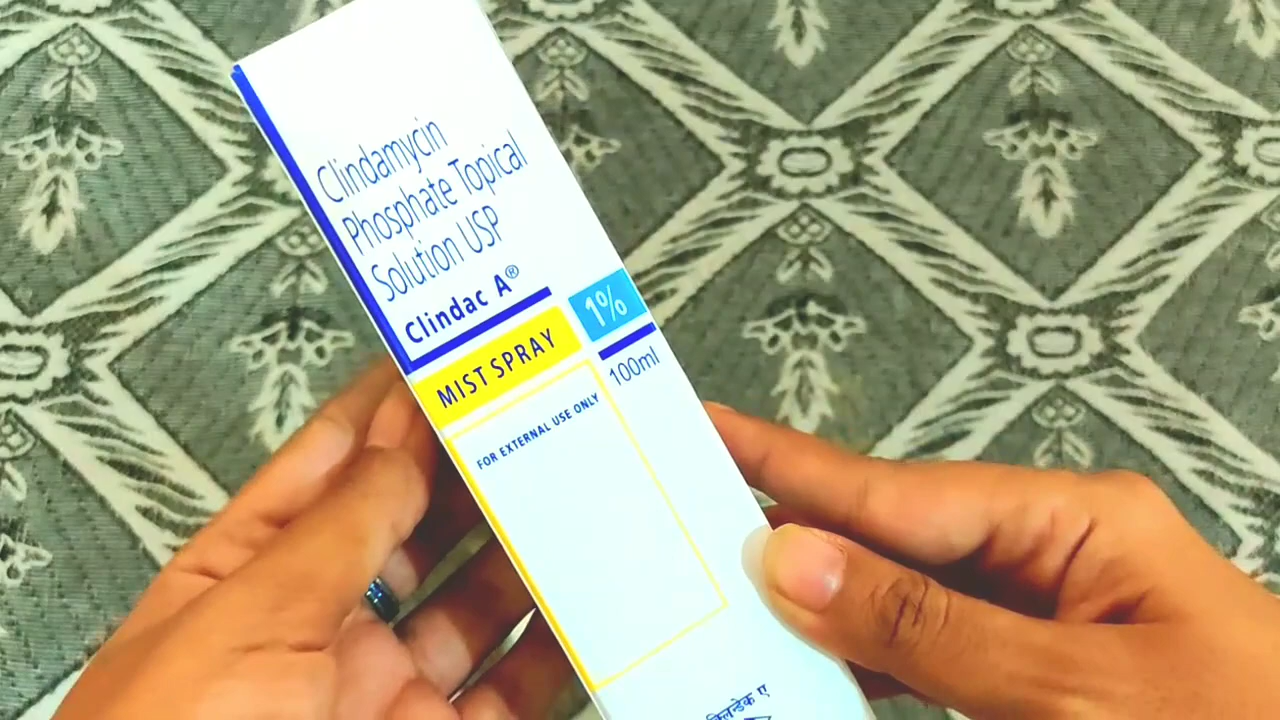 Clindamycin
Phosphate Topical
Solution USP
Clindac A®
MIST SPRAY
1%
100ml
FOR EXTERNAL USE ONLY
क्लिन्डेक ए